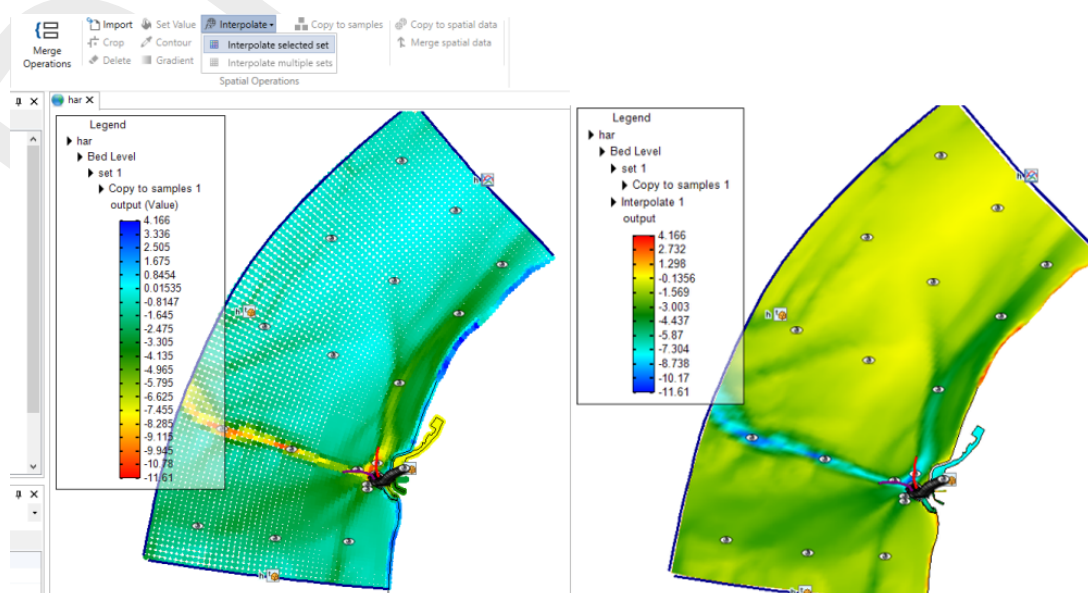 Import Set Value Interpolate Copy to samples Copy to spatial data
Merge Operations
Crop Contour Interpolate selected set Merge spatial data
Delete Gradient Interpolate multiple sets
Spatial Operations
har
Legend
har
Bed Level
set 1
Copy to samples 1
output (Value)
4.166
3.336
2.505
1.675
0.8454
0.01535
-0.8147
-1.645
-2.475
-3.305
-4.135
-4.965
-5.795
-6.625
-7.455
-8.285
-9.115
-9.945
-10.78
-11.61
h
h
h
Legend
har
Bed Level
set 1
Copy to samples 1
Interpolate 1
output
4.166
2.732
1.298
-0.1356
-1.569
-3.003
-4.437
-5.87
-7.304
-8.738
-10.17
-11.61
h
h
h